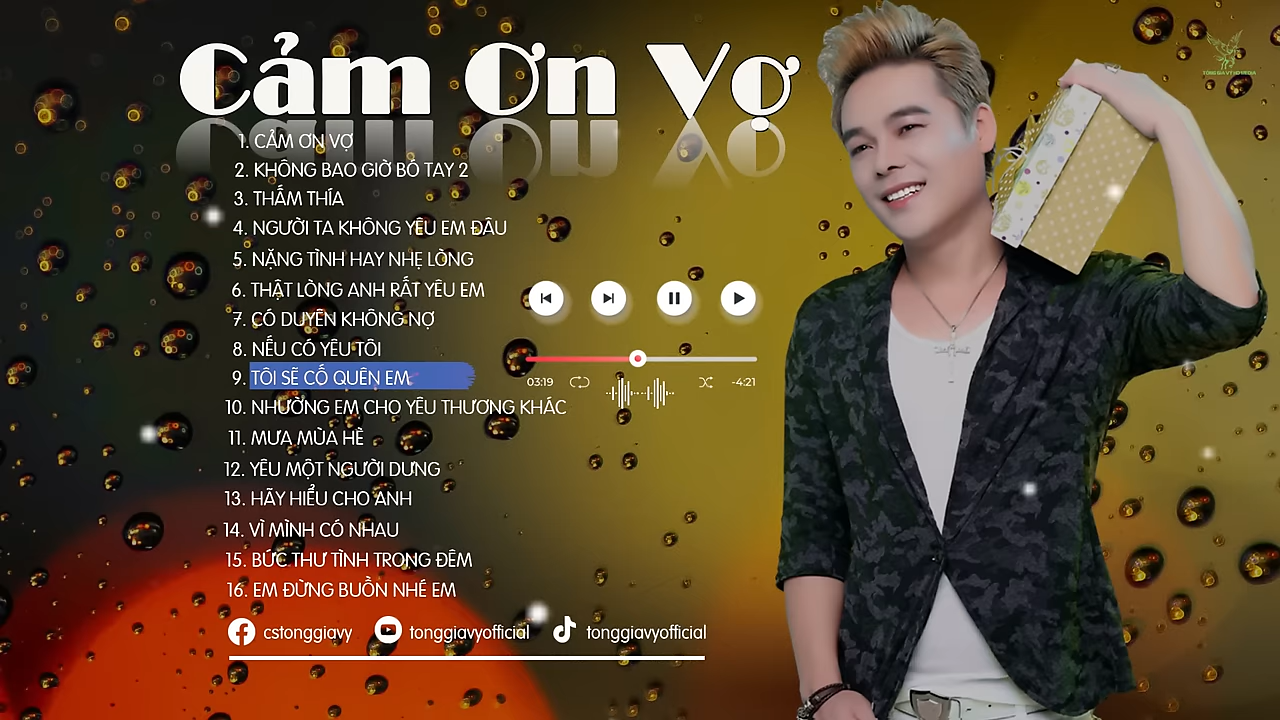 Cảm Ơn Vợ
TONG GIA VY HD MEDIA
1. CẢM ƠN VỢ
2. KHÔNG BAO GIỜ BỎ TAY 2
3. THẤM THÍA
4. NGƯỜI TA KHÔNG YÊU EM ĐÂU
5. NẶNG TÌNH HAY NHẸ LÒNG
6. THẬT LÒNG ANH RẤT YÊU EM
7. CÓ DUYÊN KHÔNG NỢ
8. NẾU CÓ YÊU TÔI
9. TÔI SẼ CỐ QUÊN EM
03:19
-4:21
10. NHƯỜNG EM CHO YÊU THƯƠNG KHÁC
11. MƯA MÙA HÈ
12. YÊU MỘT NGƯỜI DƯNG
13. HÃY HIỂU CHO ANH
14. VÌ MÌNH CÓ NHAU
15. BỨC THƯ TÌNH TRONG ĐÊM
16. EM ĐỪNG BUỒN NHÉ EM
cstonggiavy tonggiavyofficial tonggiavyofficial